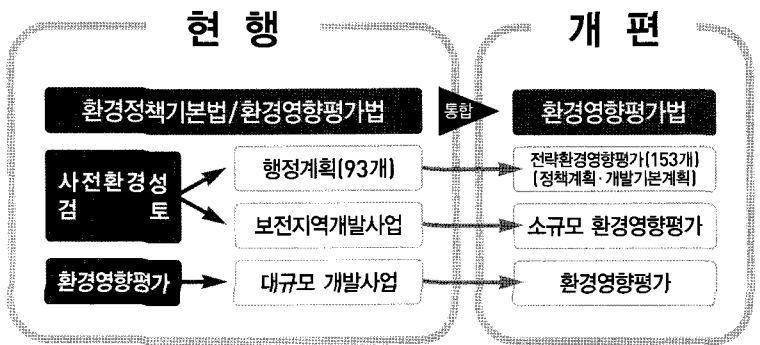 현 행
개 편
환경정책기본법/환경영향평가법
통합
환경영향평가법
사전환경성
검 토
행정계획(93개)
전략환경영향평가(153개)
(정책계획·개발기본계획)
보전지역개발사업
소규모 환경영향평가
환경영향평가
대규모 개발사업
환경영향평가